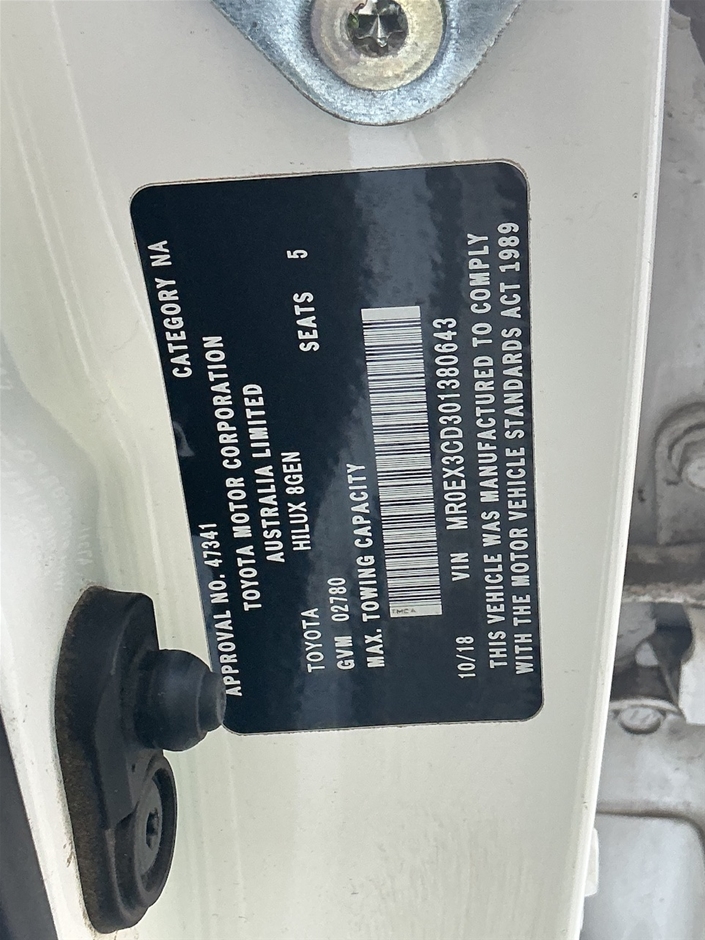 APPROVAL NO. 47341 CATEGORY NA
TOYOTA MOTOR CORPORATION
AUSTRALIA LIMITED
TOYOTA HILUX 8GEN
GVM 02780 SEATS 5
MAX. TOWING CAPACITY
TMCA
10/18 VIN MR0EX3CD301380643
THIS VEHICLE WAS MANUFACTURED TO COMPLY
WITH THE MOTOR VEHICLE STANDARDS ACT 1989